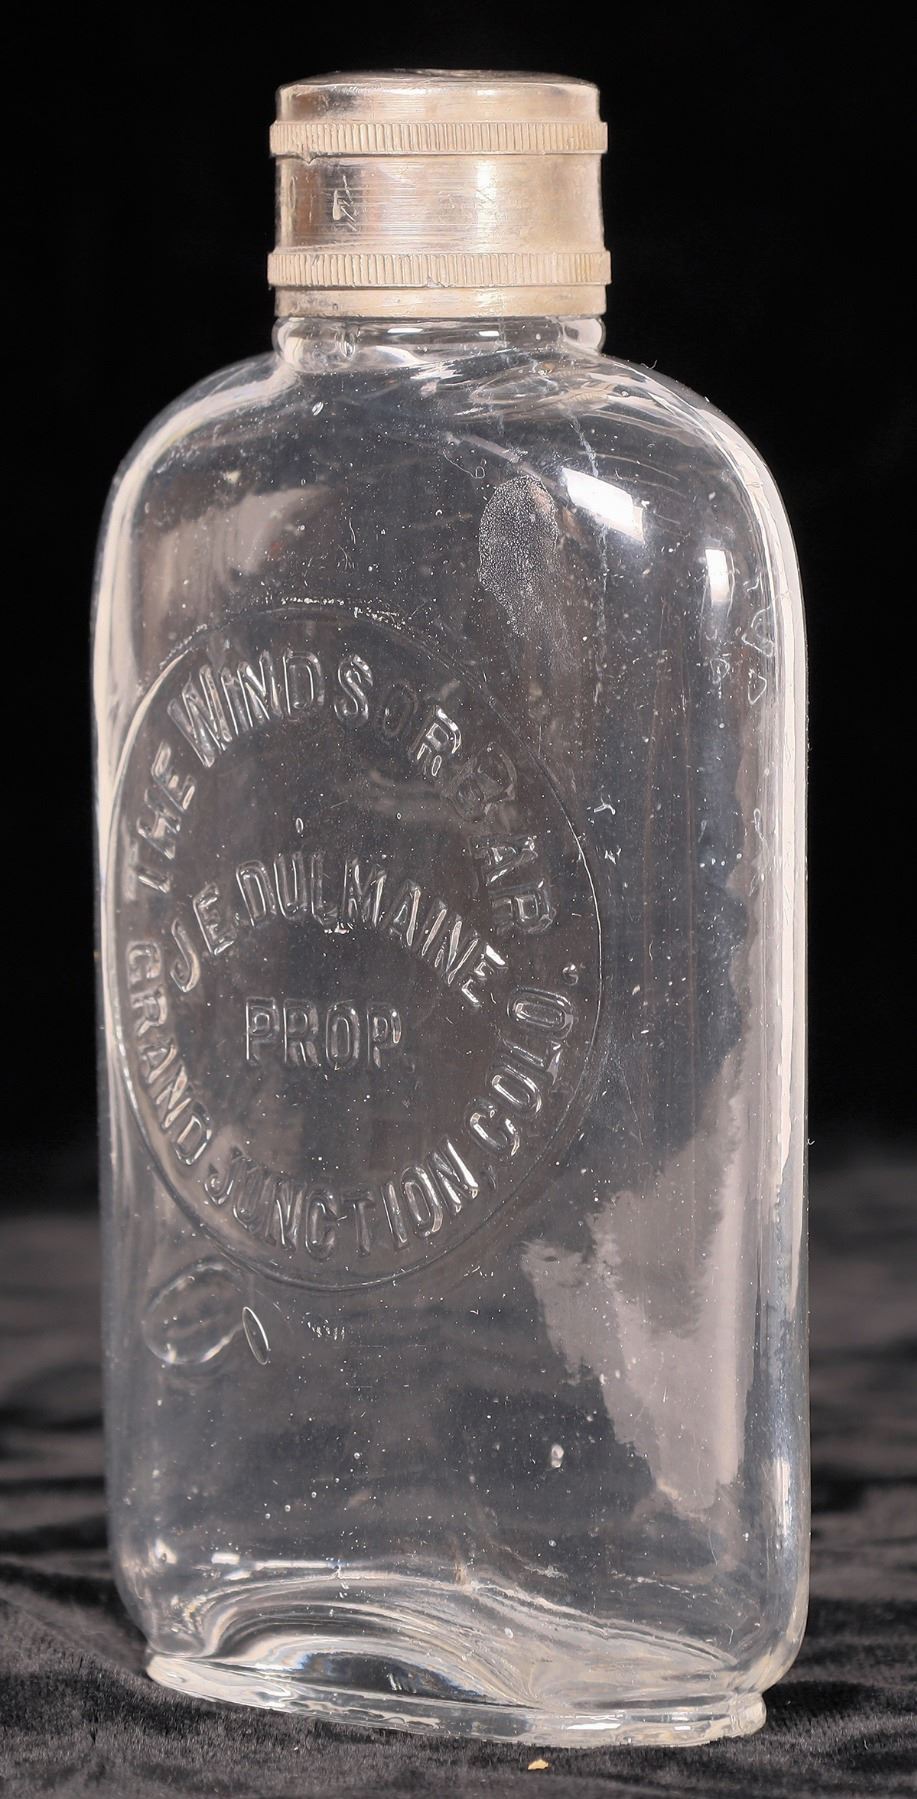 THE WINDSOR BAR
J.E. DULMAINE
PROP.
GRAND JUNCTION, COLO.